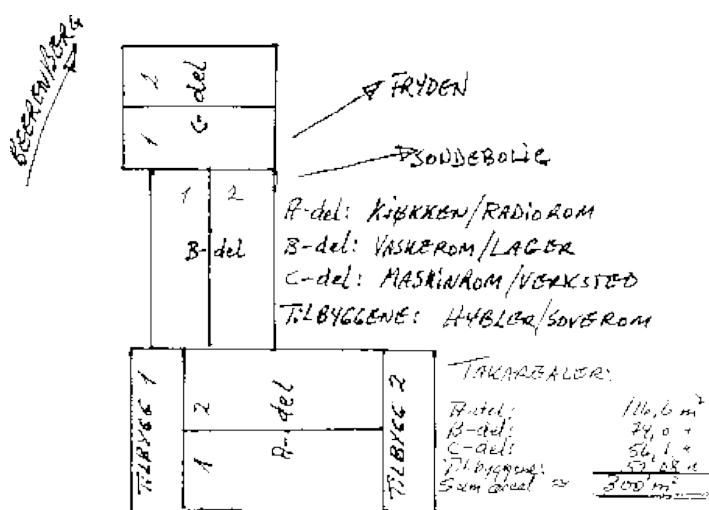 BEERENBERG
2
C-del
1
FRYDEN
SONDEBOLIG
1 2
B-del
A-del: KJØKKEN/RADIOROM
B-del: VASKEROM/LAGER
C-del: MASKINROM/VERKSTED
TILBYGGENE: HYBLER/SOVEROM
TILBYGG 1
2
A-del
1
TILBYGG 2
TAKAREALER:
A-del: 116,6 m²
B-del: 74,0 "
C-del: 56,1 "
Tilbyggene:
Sum areal ≈ 300 m²